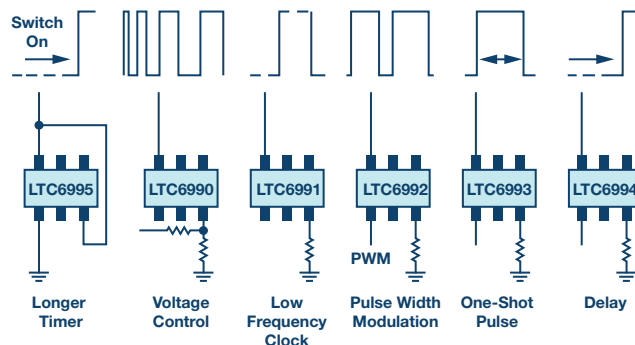 Switch
On
LTC6995
LTC6990
LTC6991
LTC6992
LTC6993
LTC6994
PWM
Longer
Timer
Voltage
Control
Low
Frequency
Clock
Pulse Width
Modulation
One-Shot
Pulse
Delay